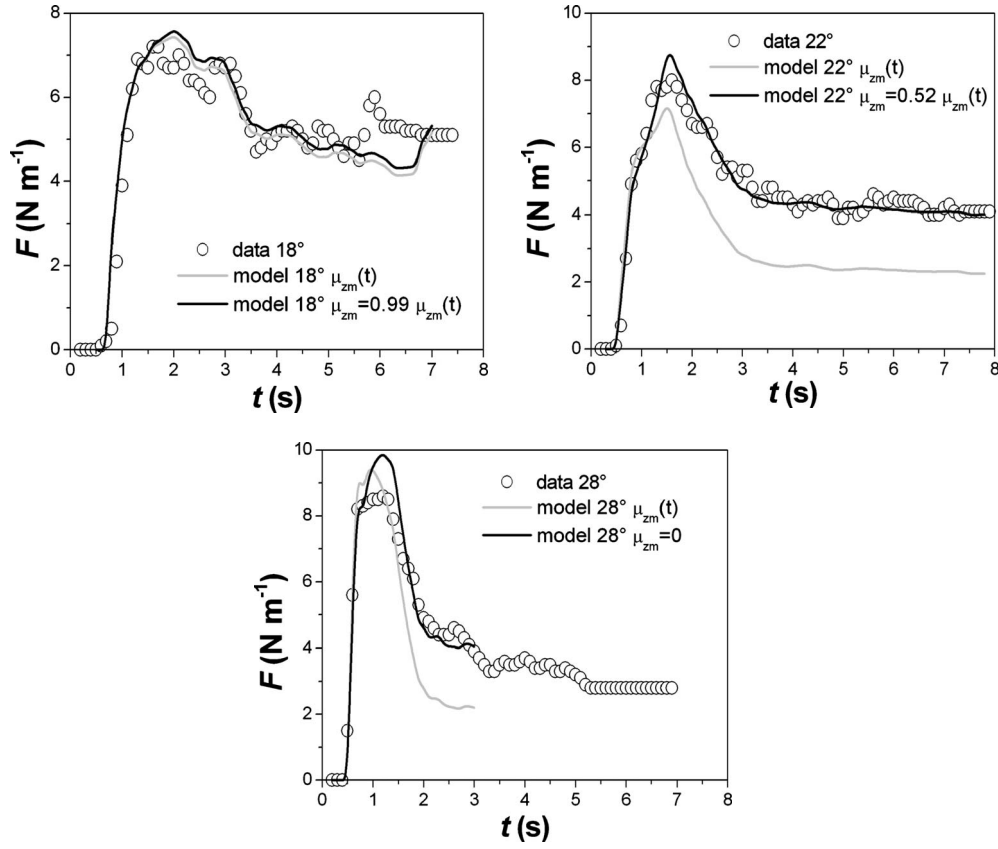 8
6
4
2
0
F (N m⁻¹)
data 18°
model 18° μzm(t)
model 18° μzm=0.99 μzm(t)
0 1 2 3 4 5 6 7 8
t (s)
10
8
6
4
2
0
F (N m⁻¹)
data 22°
model 22° μzm(t)
model 22° μzm=0.52 μzm(t)
0 1 2 3 4 5 6 7 8
t (s)
10
8
6
4
2
0
F (N m⁻¹)
data 28°
model 28° μzm(t)
model 28° μzm=0
0 1 2 3 4 5 6 7 8
t (s)